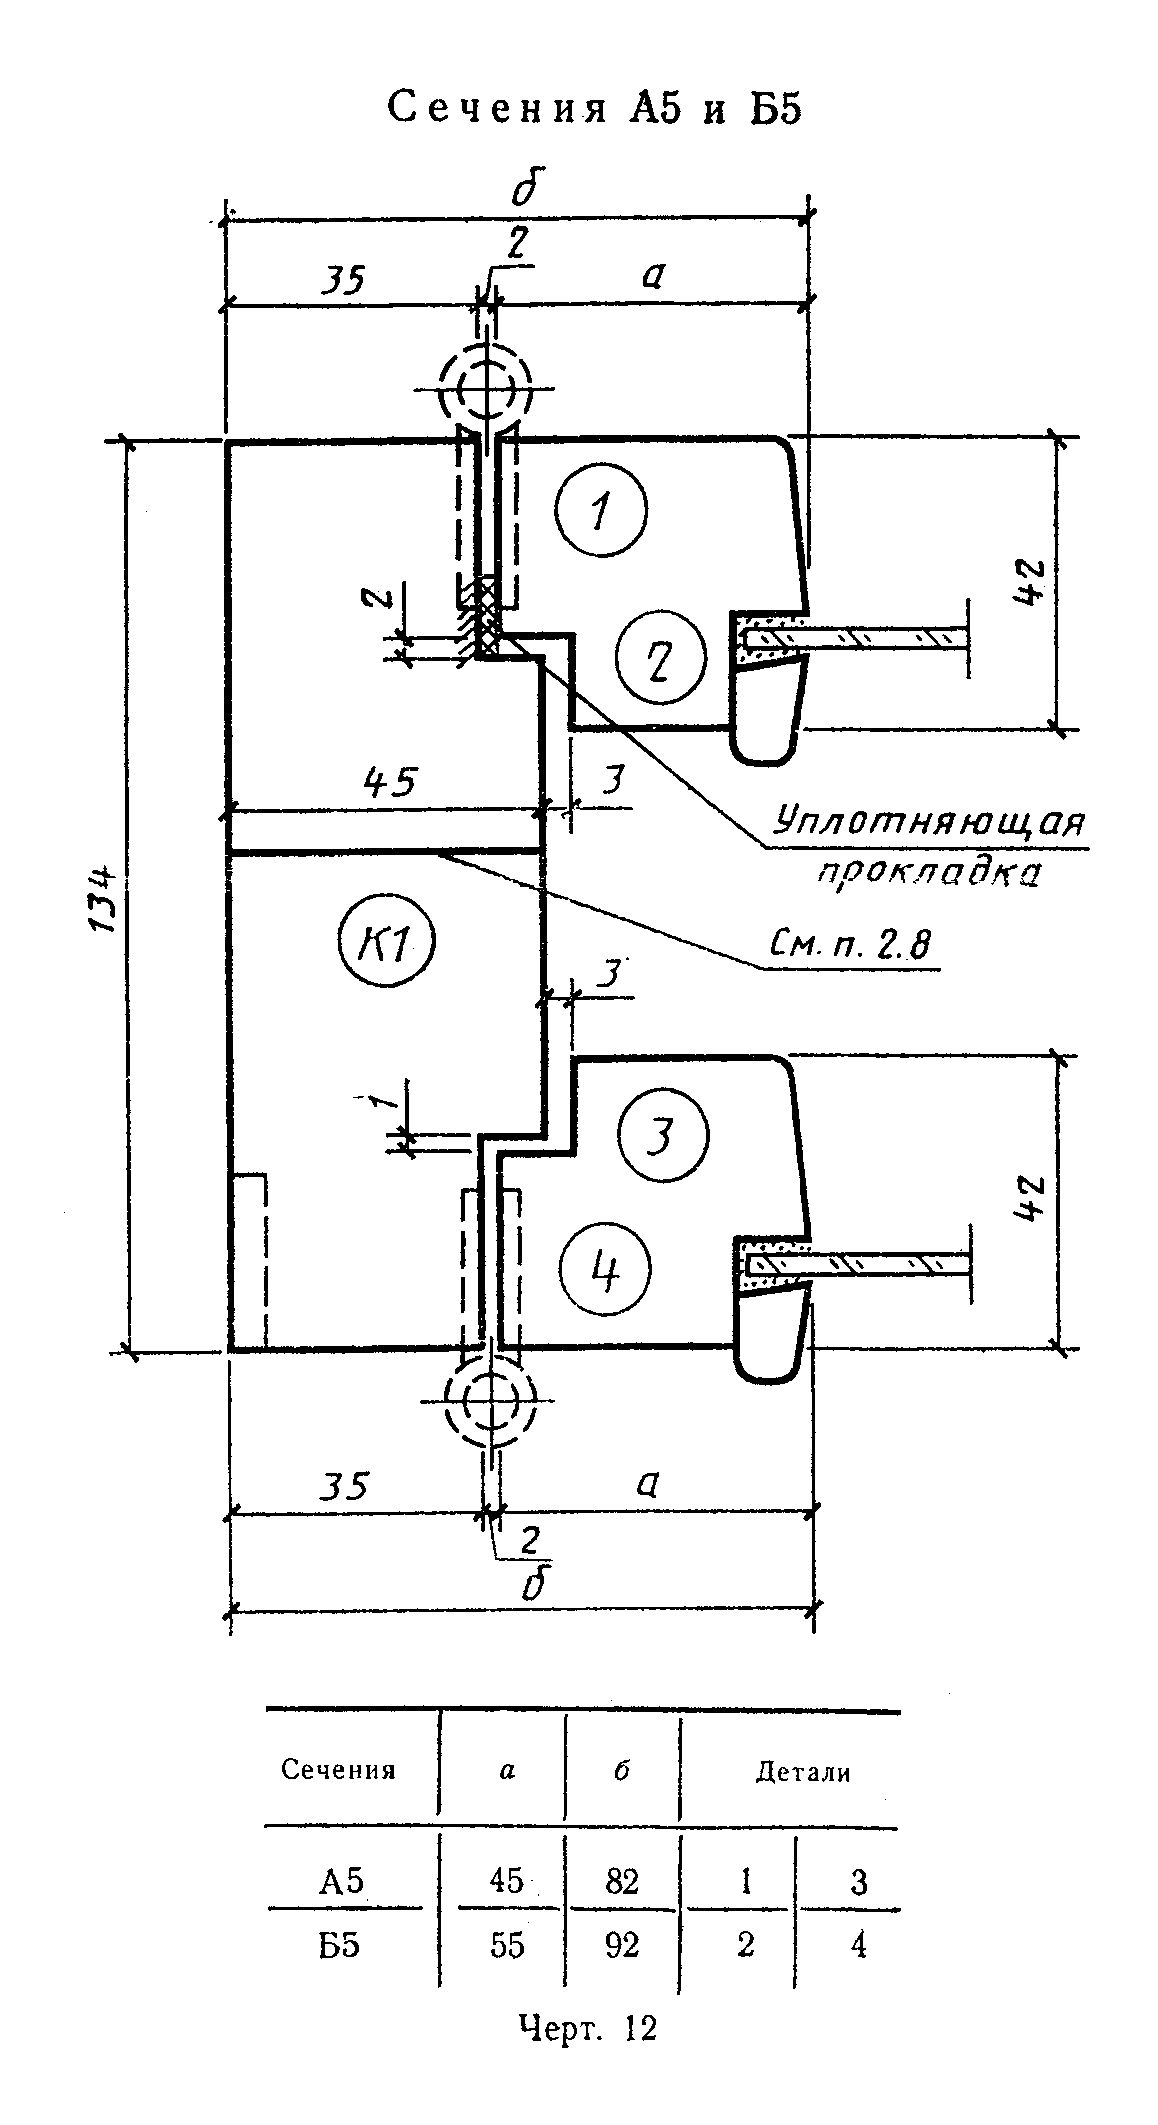 Сечения А5 и Б5
б
2
35
а
1
2
42
2
45
3
Уплотняющая
прокладка
134
К1
См. п. 2.8
3
1
3
42
4
35
а
2
б
Сечения а б Детали
А5 45 82 1 3
Б5 55 92 2 4
Черт. 12